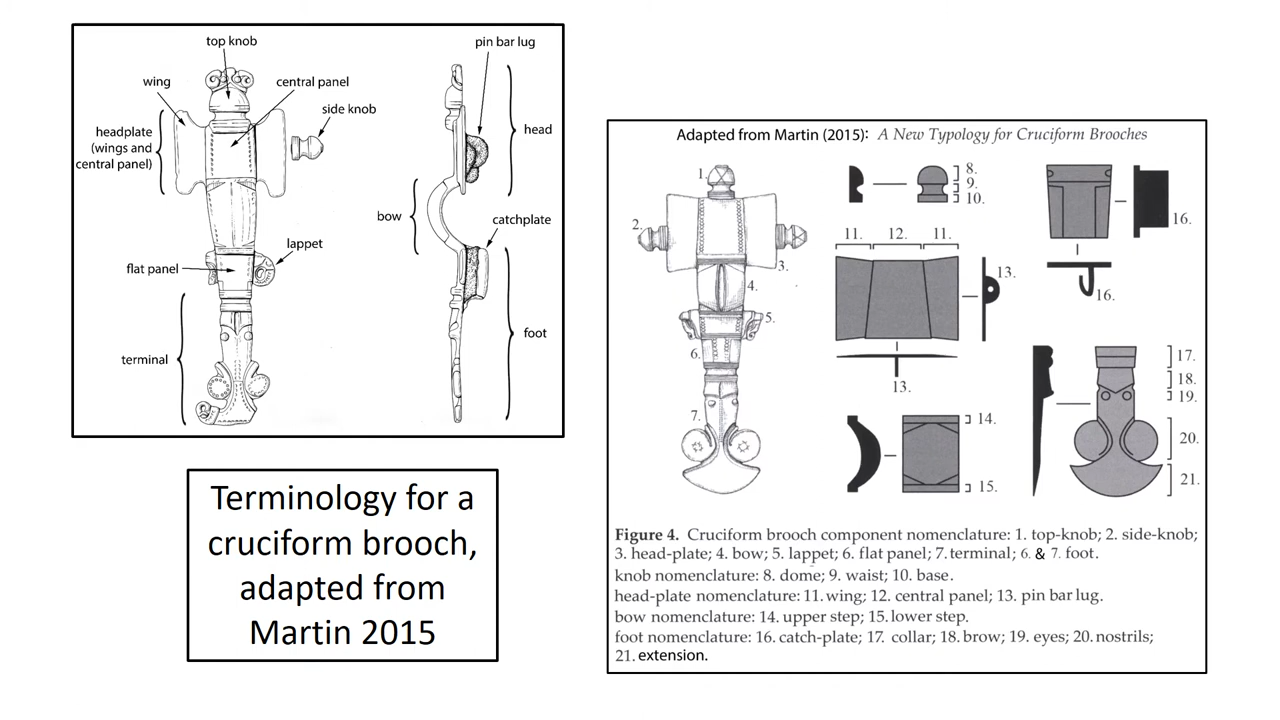 top knob
pin bar lug
wing
central panel
side knob
headplate
(wings and
central panel)
head
bow
catchplate
lappet
flat panel
foot
terminal
Terminology for a
cruciform brooch,
adapted from
Martin 2015
Adapted from Martin (2015): A New Typology for Cruciform Brooches
1.
2.
3.
4.
5.
6.
7.
8.
9.
10.
11. 12. 11.
13.
13.
14.
15.
16.
16.
17.
18.
19.
20.
21.
Figure 4. Cruciform brooch component nomenclature: 1. top-knob; 2. side-knob;
3. head-plate; 4. bow; 5. lappet; 6. flat panel; 7. terminal; 6. & 7. foot.
knob nomenclature: 8. dome; 9. waist; 10. base.
head-plate nomenclature: 11. wing; 12. central panel; 13. pin bar lug.
bow nomenclature: 14. upper step; 15. lower step.
foot nomenclature: 16. catch-plate; 17. collar; 18. brow; 19. eyes; 20. nostrils;
21. extension.